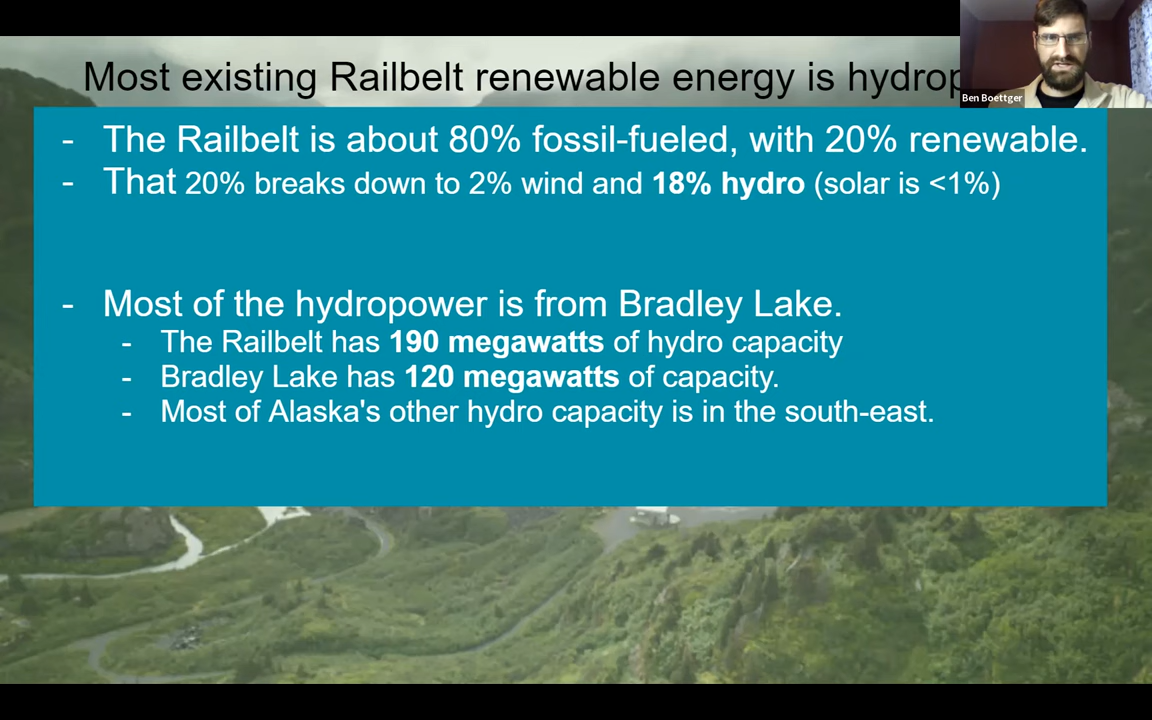 Most existing Railbelt renewable energy is
Ben Boettger
- The Railbelt is about 80% fossil-fueled, with 20% renewable.
- That 20% breaks down to 2% wind and 18% hydro (solar is <1%)
- Most of the hydropower is from Bradley Lake.
- The Railbelt has 190 megawatts of hydro capacity
- Bradley Lake has 120 megawatts of capacity.
- Most of Alaska's other hydro capacity is in the south-east.